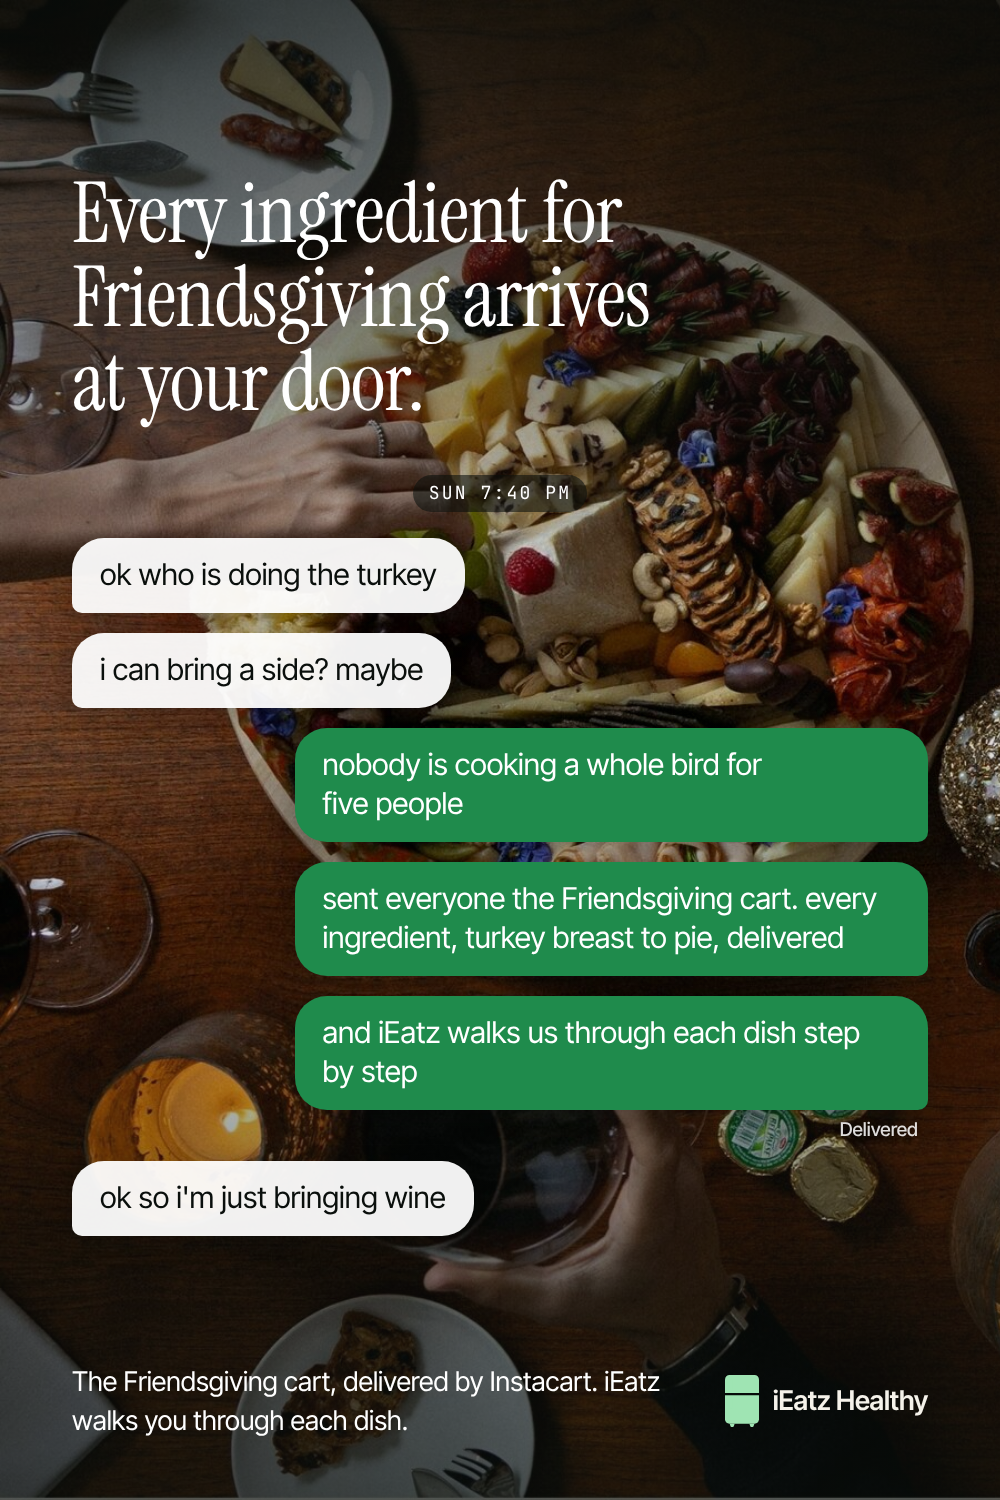 Every ingredient for
Friendsgiving arrives
at your door.
SUN 7:40 PM
ok who is doing the turkey
i can bring a side? maybe
nobody is cooking a whole bird for
five people
sent everyone the Friendsgiving cart. every
ingredient, turkey breast to pie, delivered
and iEatz walks us through each dish step
by step
Delivered
ok so i'm just bringing wine
The Friendsgiving cart, delivered by Instacart. iEatz
walks you through each dish.
iEatz Healthy